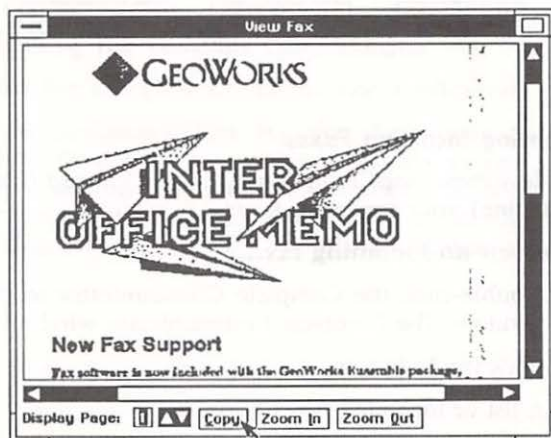 View Fax
GEOWORKS
INTER
OFFICE MEMO
New Fax Support
Fax software is now included with the GeoWorks Ensemble package,
Display Page: 1 Copy Zoom In Zoom Out